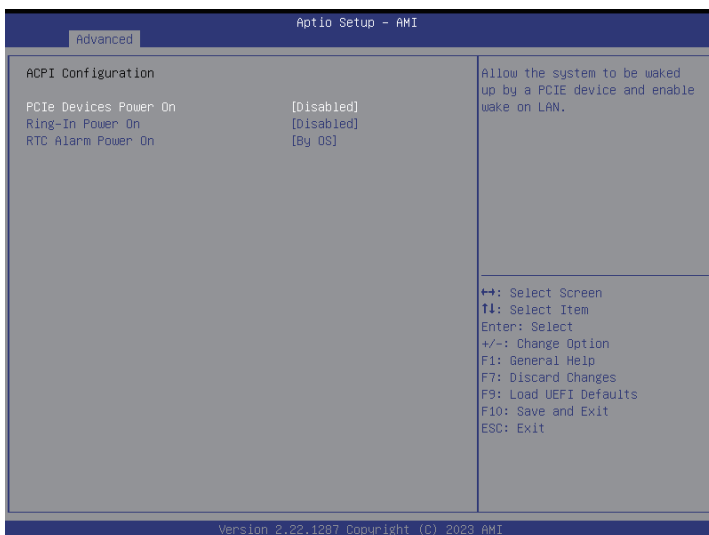 Aptio Setup - AMI
Advanced
ACPI Configuration
PCIe Devices Power On [Disabled]
Ring-In Power On [Disabled]
RTC Alarm Power On [By OS]
Allow the system to be waked
up by a PCIE device and enable
wake on LAN.
↔: Select Screen
↑↓: Select Item
Enter: Select
+/-: Change Option
F1: General Help
F7: Discard Changes
F9: Load UEFI Defaults
F10: Save and Exit
ESC: Exit
Version 2.22.1287 Copyright (C) 2023 AMI